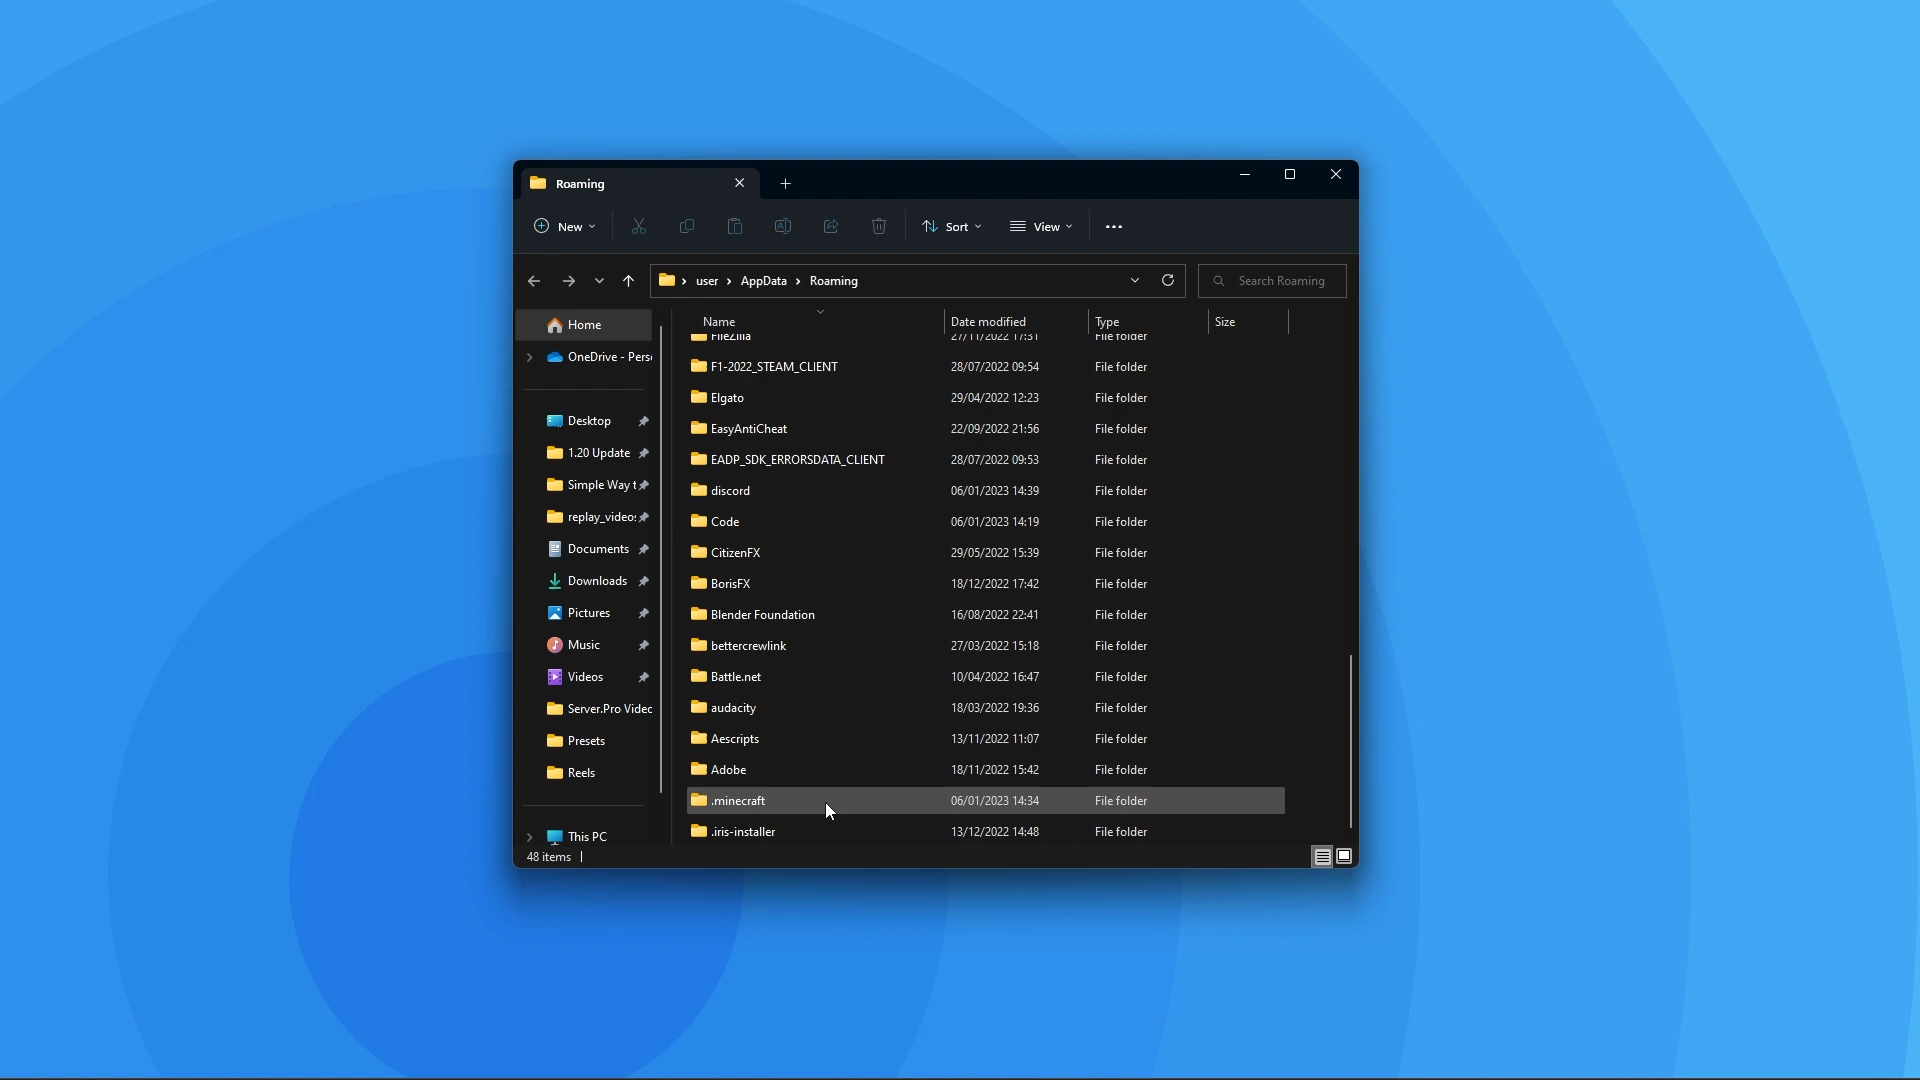 Roaming
New
Sort
View
user
AppData
Roaming
Search Roaming
Home
OneDrive - Pers
Desktop
1.20 Update
Simple Way t
replay_video
Documents
Downloads
Pictures
Music
Videos
Server.Pro Videc
Presets
Reels
This PC
Name Date modified Type Size
FileZilla 27/11/2022 17:31 File folder
F1-2022_STEAM_CLIENT 28/07/2022 09:54 File folder
Elgato 29/04/2022 12:23 File folder
EasyAntiCheat 22/09/2022 21:56 File folder
EADP_SDK_ERRORSDATA_CLIENT 28/07/2022 09:53 File folder
discord 06/01/2023 14:39 File folder
Code 06/01/2023 14:19 File folder
CitizenFX 29/05/2022 15:39 File folder
BorisFX 18/12/2022 17:42 File folder
Blender Foundation 16/08/2022 22:41 File folder
bettercrewlink 27/03/2022 15:18 File folder
Battle.net 10/04/2022 16:47 File folder
audacity 18/03/2022 19:36 File folder
Aescripts 13/11/2022 11:07 File folder
Adobe 18/11/2022 15:42 File folder
.minecraft 06/01/2023 14:34 File folder
.iris-installer 13/12/2022 14:48 File folder
48 items